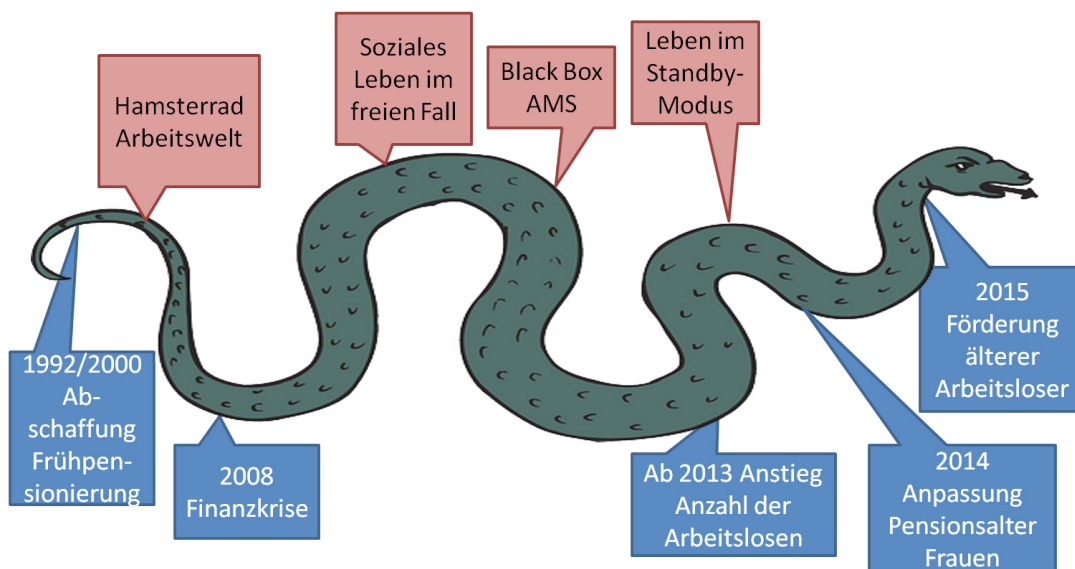 Hamsterrad
Arbeitswelt
Soziales
Leben im
freien Fall
Black Box
AMS
Leben im
Standby-
Modus
1992/2000
Ab-
schaffung
Frühpen-
sionierung
2008
Finanzkrise
Ab 2013 Anstieg
Anzahl der
Arbeitslosen
2014
Anpassung
Pensionsalter
Frauen
2015
Förderung
älterer
Arbeitsloser